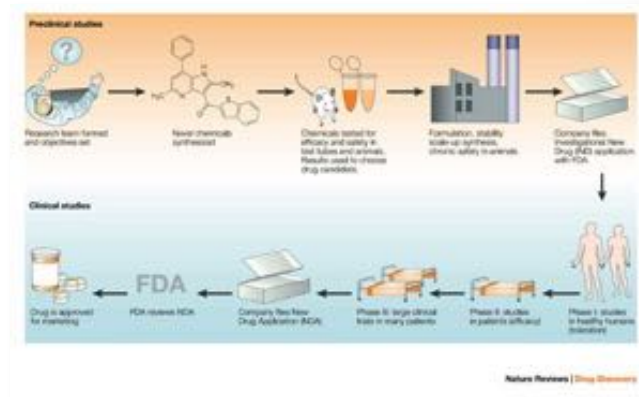 Preclinical studies
Research team formed
and objectives set
Novel chemicals
synthesized
Chemicals tested for
efficacy and safety in
test tubes and animals.
Results used to choose
drug candidate.
Formulation, stability
scale-up synthesis,
chronic safety in animals.
Company files
Investigational New
Drug (IND) application
with FDA.
Clinical studies
Phase I: studies
in healthy humans
(toleration)
Phase II: studies
in patients (efficacy)
Phase III: large clinical
trials in many patients
Company files New
Drug Application (NDA)
FDA
FDA reviews NDA
Drug is approved
for marketing
Nature Reviews | Drug Discovery